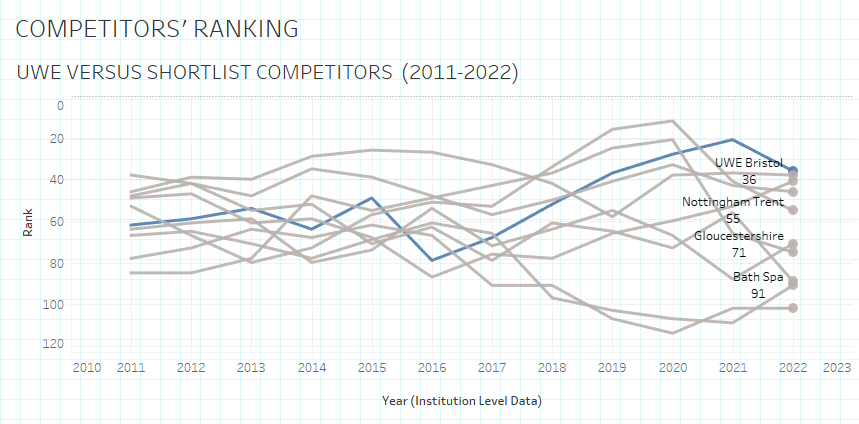 COMPETITORS' RANKING
UWE VERSUS SHORTLIST COMPETITORS (2011-2022)
0
20
40
60
80
100
120
Rank
UWE Bristol
36
Nottingham Trent
55
Gloucestershire
71
Bath Spa
91
2010 2011 2012 2013 2014 2015 2016 2017 2018 2019 2020 2021 2022 2023
Year (Institution Level Data)